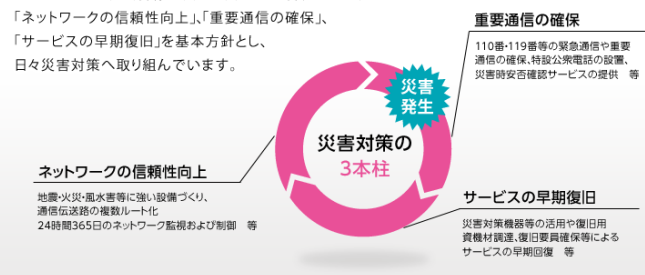 「ネットワークの信頼性向上」、「重要通信の確保」、
「サービスの早期復旧」を基本方針とし、
日々災害対策へ取り組んでいます。
重要通信の確保
110番・119番等の緊急通信や重要
通信の確保、特設公衆電話の設置、
災害時安否確認サービスの提供 等
災害
発生
災害対策の
3本柱
ネットワークの信頼性向上
地震・火災・風水害等に強い設備づくり、
通信伝送路の複数ルート化
24時間365日のネットワーク監視および制御 等
サービスの早期復旧
災害対策機器等の活用や復旧用
資機材調達、復旧要員確保等による
サービスの早期回復 等